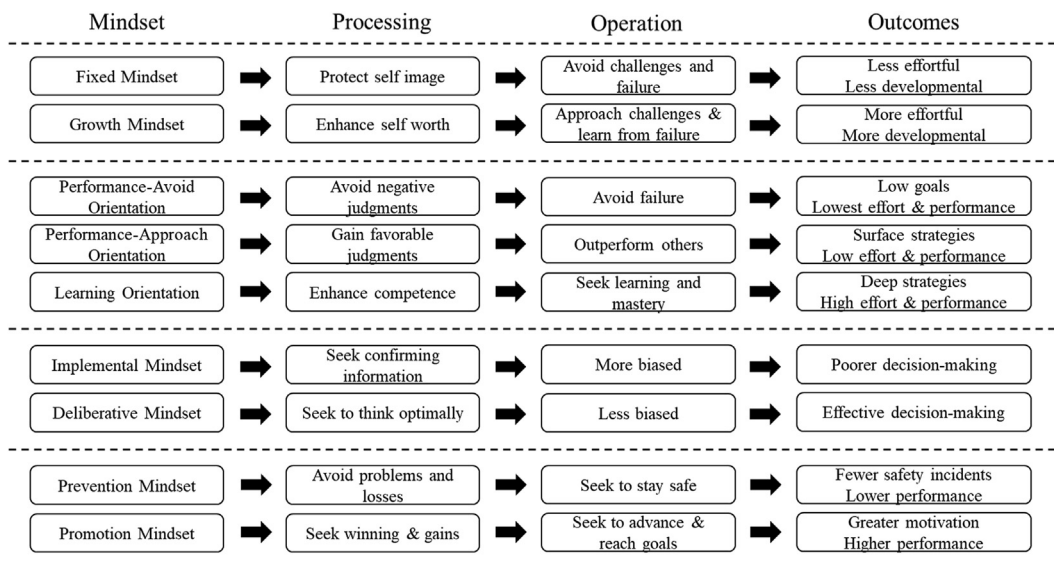 Mindset Processing Operation Outcomes
Fixed Mindset
Protect self image
Avoid challenges and
failure
Less effortful
Less developmental
Growth Mindset
Enhance self worth
Approach challenges &
learn from failure
More effortful
More developmental
Performance-Avoid
Orientation
Avoid negative
judgments
Avoid failure
Low goals
Lowest effort & performance
Performance-Approach
Orientation
Gain favorable
judgments
Outperform others
Surface strategies
Low effort & performance
Learning Orientation
Enhance competence
Seek learning and
mastery
Deep strategies
High effort & performance
Implemental Mindset
Seek confirming
information
More biased
Poorer decision-making
Deliberative Mindset
Seek to think optimally
Less biased
Effective decision-making
Prevention Mindset
Avoid problems and
losses
Seek to stay safe
Fewer safety incidents
Lower performance
Promotion Mindset
Seek winning & gains
Seek to advance &
reach goals
Greater motivation
Higher performance